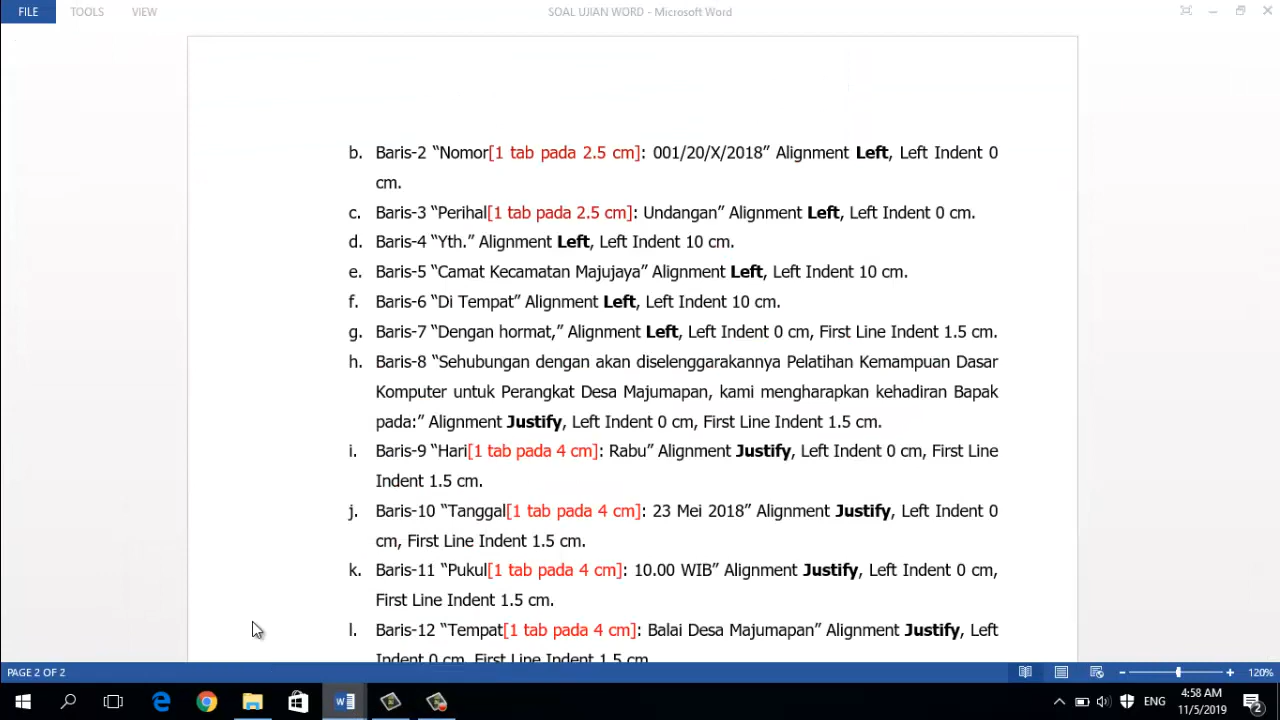 FILE TOOLS VIEW SOAL UJIAN WORD - Microsoft Word
b. Baris-2 “Nomor[1 tab pada 2.5 cm]: 001/20/X/2018” Alignment Left, Left Indent 0
cm.
c. Baris-3 “Perihal[1 tab pada 2.5 cm]: Undangan” Alignment Left, Left Indent 0 cm.
d. Baris-4 “Yth.” Alignment Left, Left Indent 10 cm.
e. Baris-5 “Camat Kecamatan Majujaya” Alignment Left, Left Indent 10 cm.
f. Baris-6 “Di Tempat” Alignment Left, Left Indent 10 cm.
g. Baris-7 “Dengan hormat,” Alignment Left, Left Indent 0 cm, First Line Indent 1.5 cm.
h. Baris-8 “Sehubungan dengan akan diselenggarakannya Pelatihan Kemampuan Dasar
Komputer untuk Perangkat Desa Majumapan, kami mengharapkan kehadiran Bapak
pada:” Alignment Justify, Left Indent 0 cm, First Line Indent 1.5 cm.
i. Baris-9 “Hari[1 tab pada 4 cm]: Rabu” Alignment Justify, Left Indent 0 cm, First Line
Indent 1.5 cm.
j. Baris-10 “Tanggal[1 tab pada 4 cm]: 23 Mei 2018” Alignment Justify, Left Indent 0
cm, First Line Indent 1.5 cm.
k. Baris-11 “Pukul[1 tab pada 4 cm]: 10.00 WIB” Alignment Justify, Left Indent 0 cm,
First Line Indent 1.5 cm.
l. Baris-12 “Tempat[1 tab pada 4 cm]: Balai Desa Majumapan” Alignment Justify, Left
Indent 0 cm, First Line Indent 1.5 cm.
PAGE 2 OF 2 120%
ENG 4:58 AM
11/5/2019 2